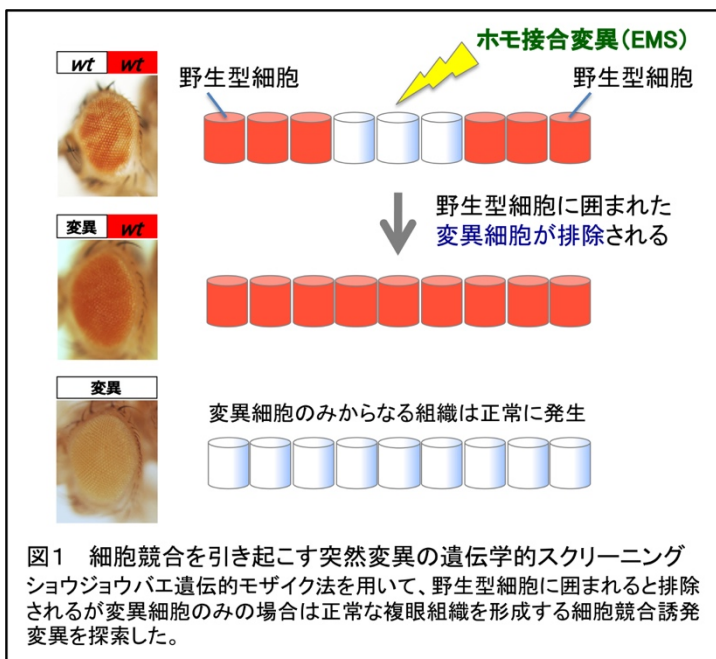 ホモ接合変異(EMS)
wt wt
野生型細胞
野生型細胞
野生型細胞に囲まれた
変異細胞が排除される
変異 wt
変異
変異細胞のみからなる組織は正常に発生
図1 細胞競合を引き起こす突然変異の遺伝学的スクリーニング
ショウジョウバエ遺伝的モザイク法を用いて、野生型細胞に囲まれると排除
されるが変異細胞のみの場合は正常な複眼組織を形成する細胞競合誘発
変異を探索した。